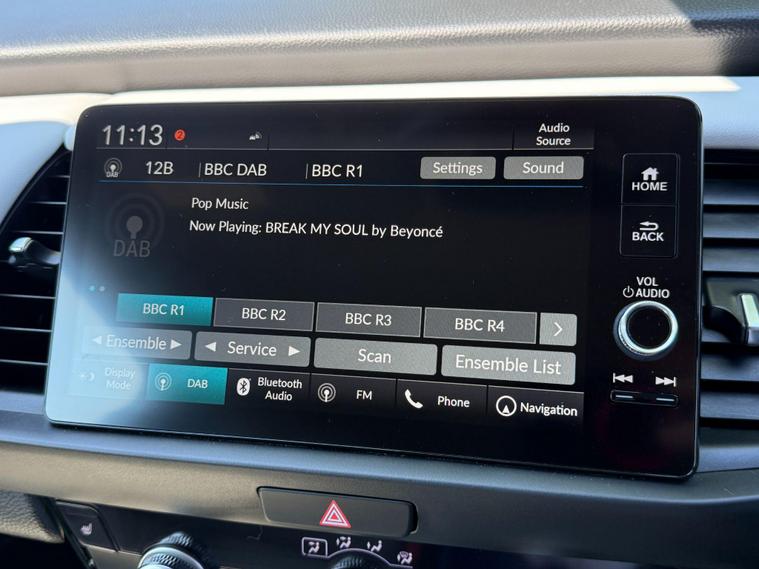 11:13 2 Audio Source
DAB 12B BBC DAB BBC R1 Settings Sound
HOME
Pop Music
Now Playing: BREAK MY SOUL by Beyoncé
DAB
BACK
VOL
AUDIO
BBC R1 BBC R2 BBC R3 BBC R4
Ensemble Service Scan Ensemble List
Display Mode DAB Bluetooth Audio FM Phone Navigation